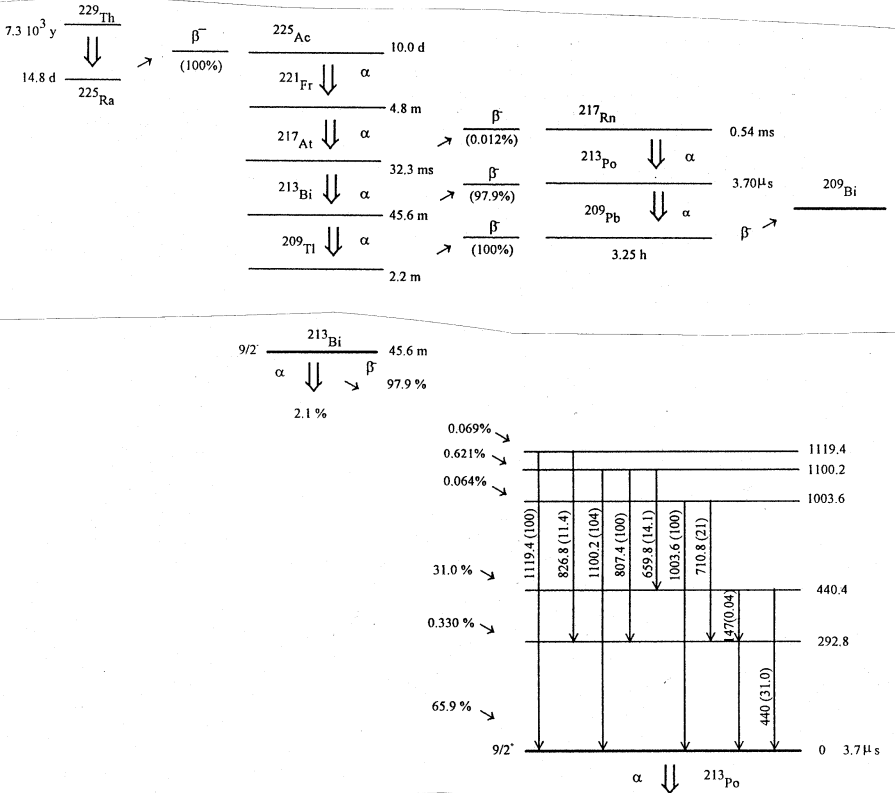 229Th
7.3 10³ y
14.8 d
225Ra
β⁻
(100%)
225Ac
10.0 d
221Fr α
4.8 m
217At α
32.3 ms
213Bi α
45.6 m
209Tl α
2.2 m
β⁻
(0.012%)
β⁻
(97.9%)
β⁻
(100%)
217Rn
0.54 ms
213Po α
3.70μs
209Pb α
3.25 h
β⁻
209Bi
213Bi
9/2⁻ 45.6 m
α β⁻
97.9 %
2.1 %
0.069%
0.621%
0.064%
31.0 %
0.330 %
65.9 %
1119.4
1100.2
1003.6
440.4
292.8
1119.4 (100)
826.8 (11.4)
1100.2 (104)
807.4 (100)
659.8 (14.1)
1003.6 (100)
710.8 (21)
147(0.04)
440 (31.0)
9/2⁺ 0 3.7μs
α 213Po